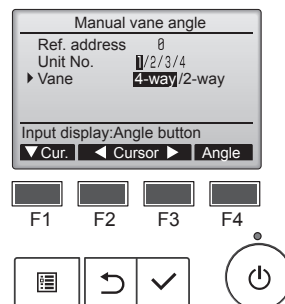 Manual vane angle
Ref. address 0
Unit No. 1/2/3/4
Vane 4-way/2-way
Input display:Angle button
▼Cur. ◀ Cursor ▶ Angle
F1 F2 F3 F4